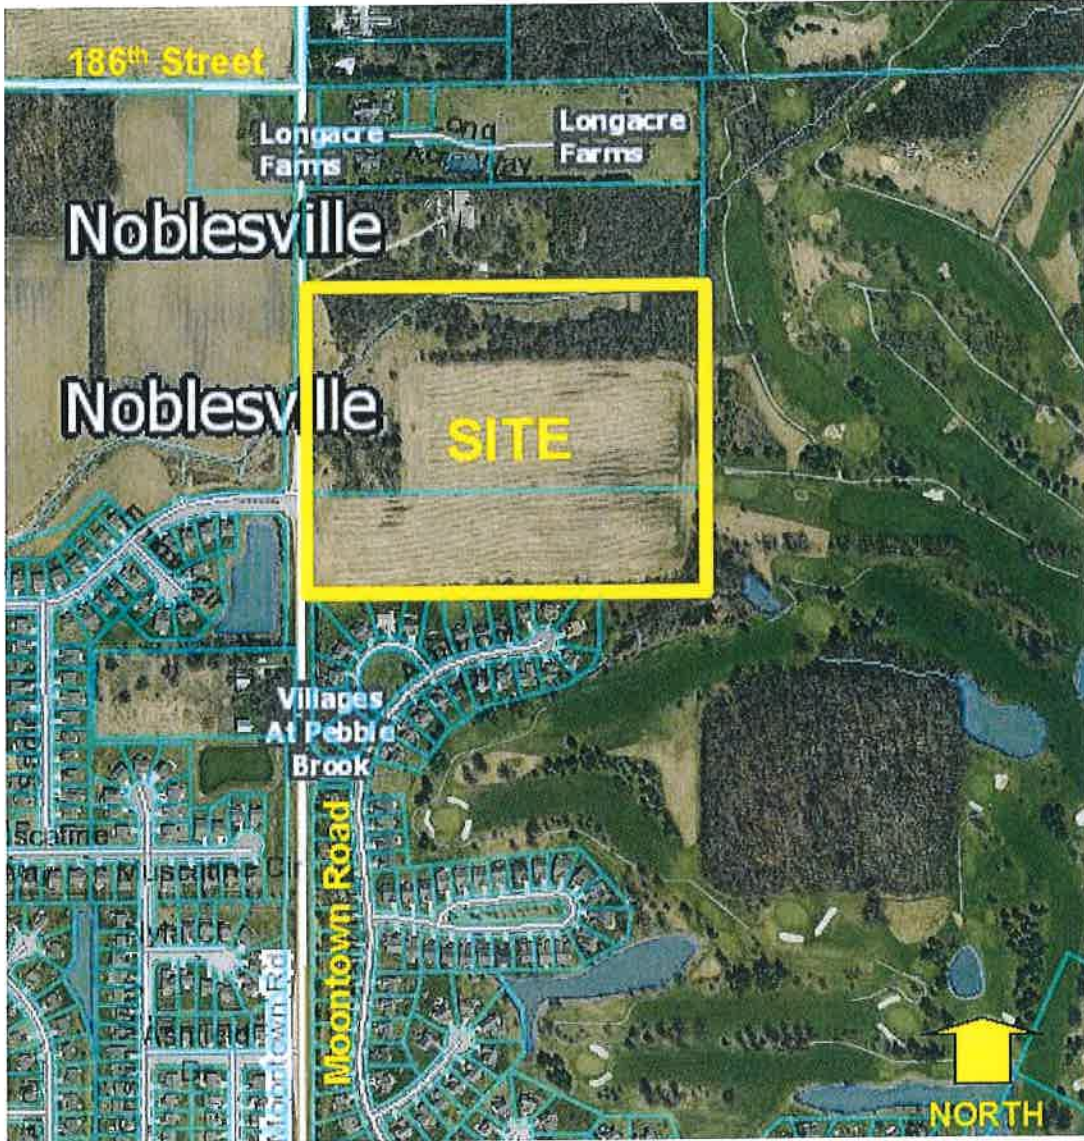 186th Street
Longacre
Farms
Longacre
Farms
Noblesville
Noblesville
SITE
Villages
At Pebble
Brook
Moontown Road
Moontown Rd
NORTH